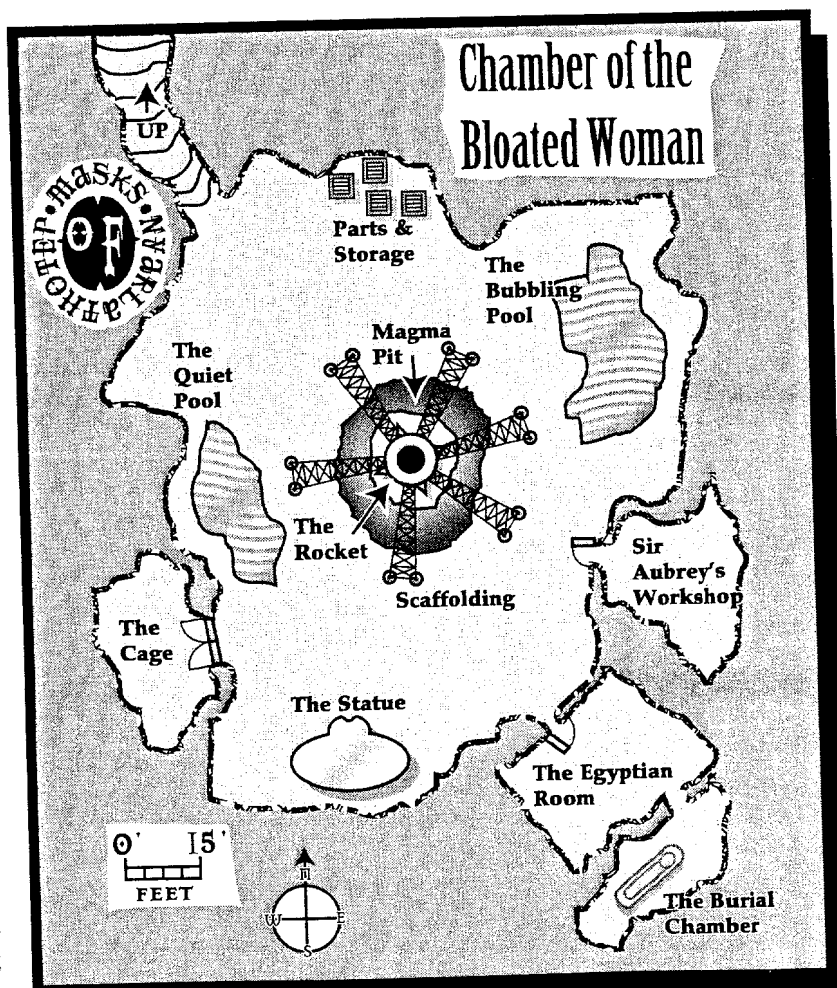 Chamber of the
Bloated Woman
UP
MASKS OF NYARLATHOTEP
Parts &
Storage
The
Bubbling
Pool
Magma
Pit
The
Quiet
Pool
The
Rocket
Scaffolding
Sir
Aubrey's
Workshop
The
Cage
The Statue
The Egyptian
Room
The Burial
Chamber
0' 15'
FEET
N
W E
S